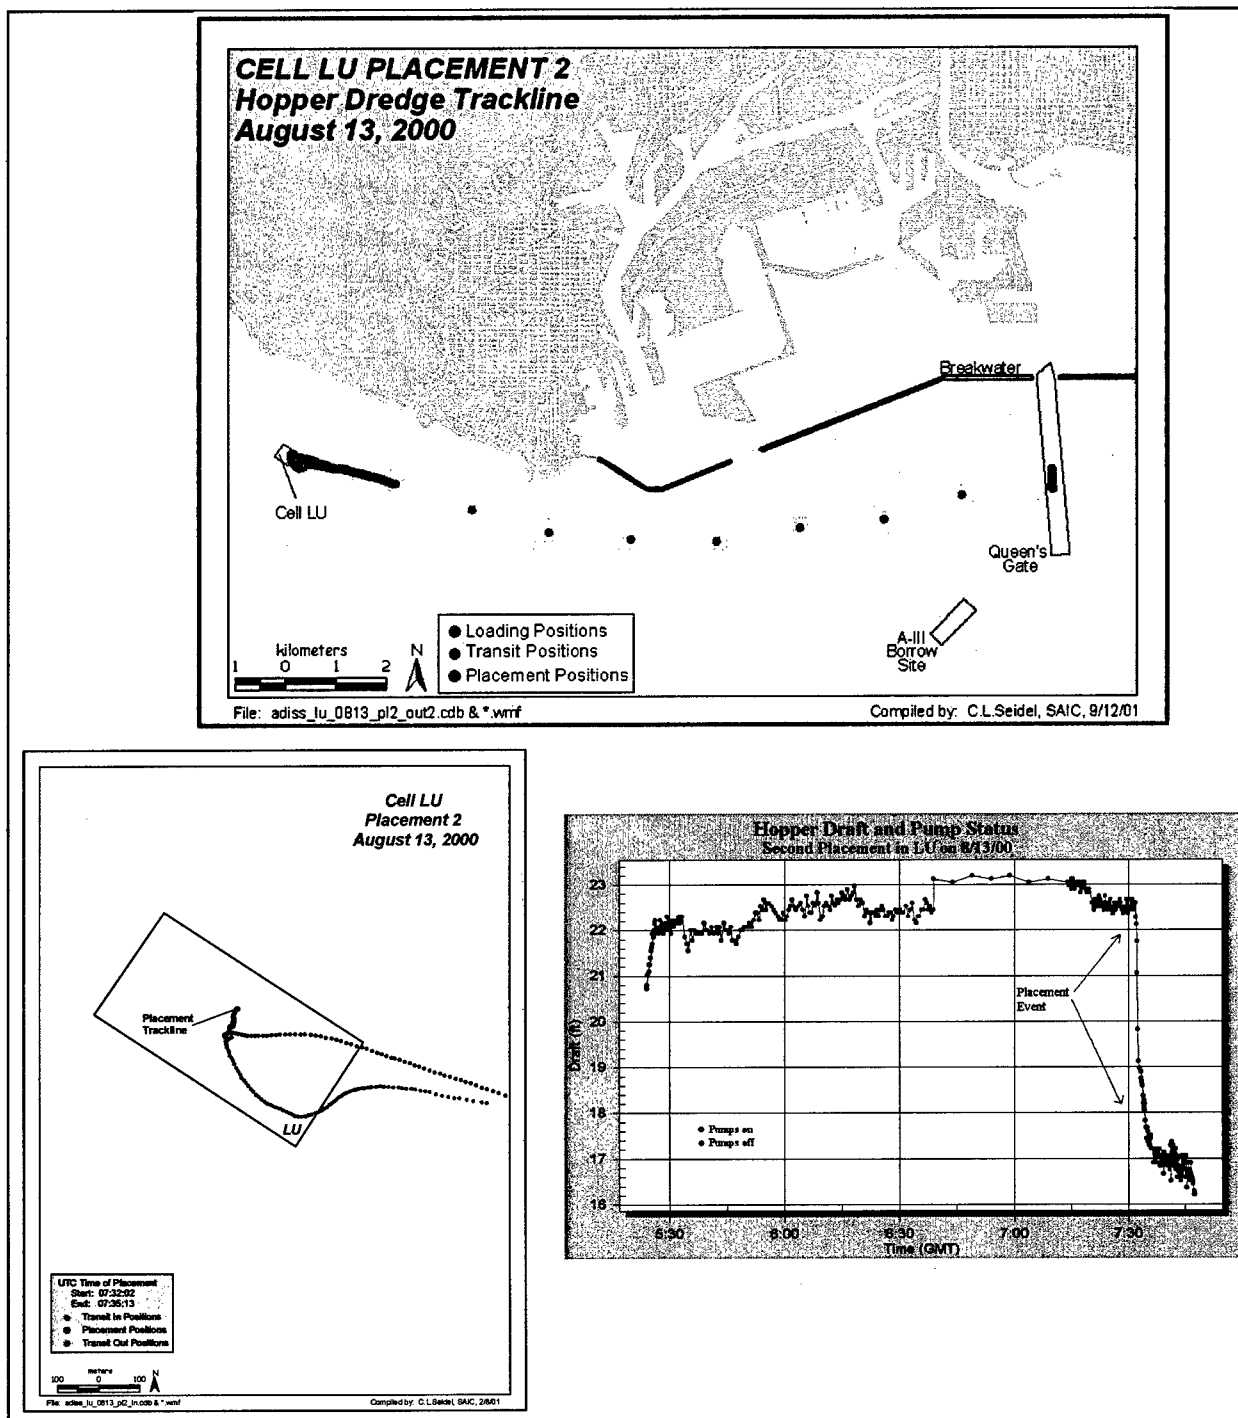 CELL LU PLACEMENT 2
Hopper Dredge Trackline
August 13, 2000
Breakwater
Cell LU
Queen's
Gate
A-III
Borrow
Site
Loading Positions
Transit Positions
Placement Positions
kilometers
1 0 1 2
N
File: adiss_lu_0813_pl2_out2.cdb & *.wmf
Compiled by: C.L.Seidel, SAIC, 9/12/01
Cell LU
Placement 2
August 13, 2000
Placement
Trackline
LU
UTC Time of Placement
Start: 07:32:02
End: 07:35:13
Transit In Positions
Placement Positions
Transit Out Positions
meters
100 0 100
N
File: adiss_lu_0813_pl2_in.cdb & *.wmf
Compiled by: C.L.Seidel, SAIC, 2/8/01
Hopper Draft and Pump Status
Second Placement in LU on 8/13/00
23
22
21
20
19
18
17
16
Draft (ft)
Placement
Event
Pumps on
Pumps off
5:30 6:00 6:30 7:00 7:30
Time (GMT)